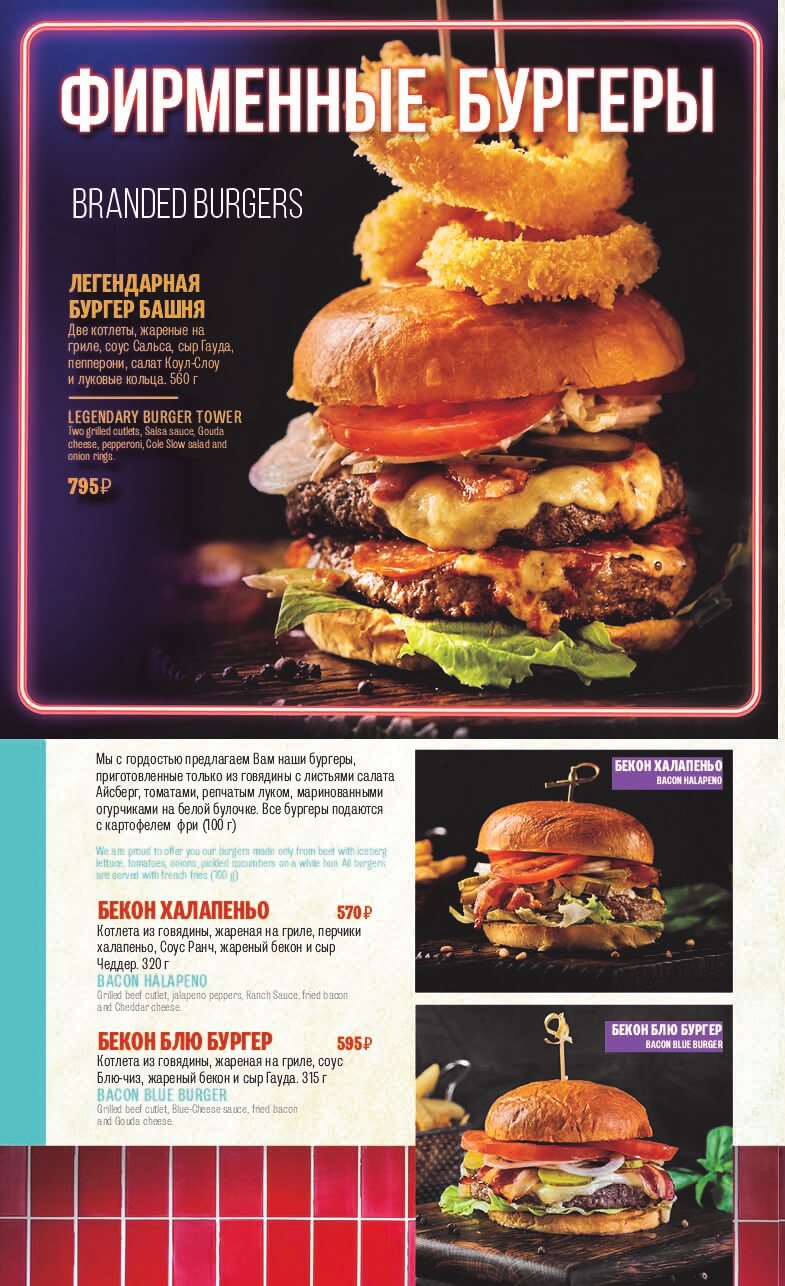 ФИРМЕННЫЕ БУРГЕРЫ
BRANDED BURGERS
ЛЕГЕНДАРНАЯ
БУРГЕР БАШНЯ
Две котлеты, жареные на
гриле, соус Сальса, сыр Гауда,
пепперони, салат Коул-Слоу
и луковые кольца. 560 г
LEGENDARY BURGER TOWER
Two grilled cutlets, Salsa sauce, Gouda
cheese, pepperoni, Cole Slow salad and
onion rings.
795₽
Мы с гордостью предлагаем Вам наши бургеры,
приготовленные только из говядины с листьями салата
Айсберг, томатами, репчатым луком, маринованными
огурчиками на белой булочке. Все бургеры подаются
с картофелем фри (100 г)
We are proud to offer you our burgers made only from beef with iceberg
lettuce, tomatoes, onions, pickled cucumbers on a white bun. All burgers
are served with french fries (100 g)
БЕКОН ХАЛАПЕНЬО 570₽
Котлета из говядины, жареная на гриле, перчики
халапеньо, Соус Ранч, жареный бекон и сыр
Чеддер. 320 г
BACON HALAPENO
Grilled beef cutlet, jalapeno peppers, Ranch Sauce, fried bacon
and Cheddar cheese.
БЕКОН БЛЮ БУРГЕР 595₽
Котлета из говядины, жареная на гриле, соус
Блю-чиз, жареный бекон и сыр Гауда. 315 г
BACON BLUE BURGER
Grilled beef cutlet, Blue-Cheese sauce, fried bacon
and Gouda cheese.
БЕКОН ХАЛАПЕНЬО
BACON HALAPENO
БЕКОН БЛЮ БУРГЕР
BACON BLUE BURGER